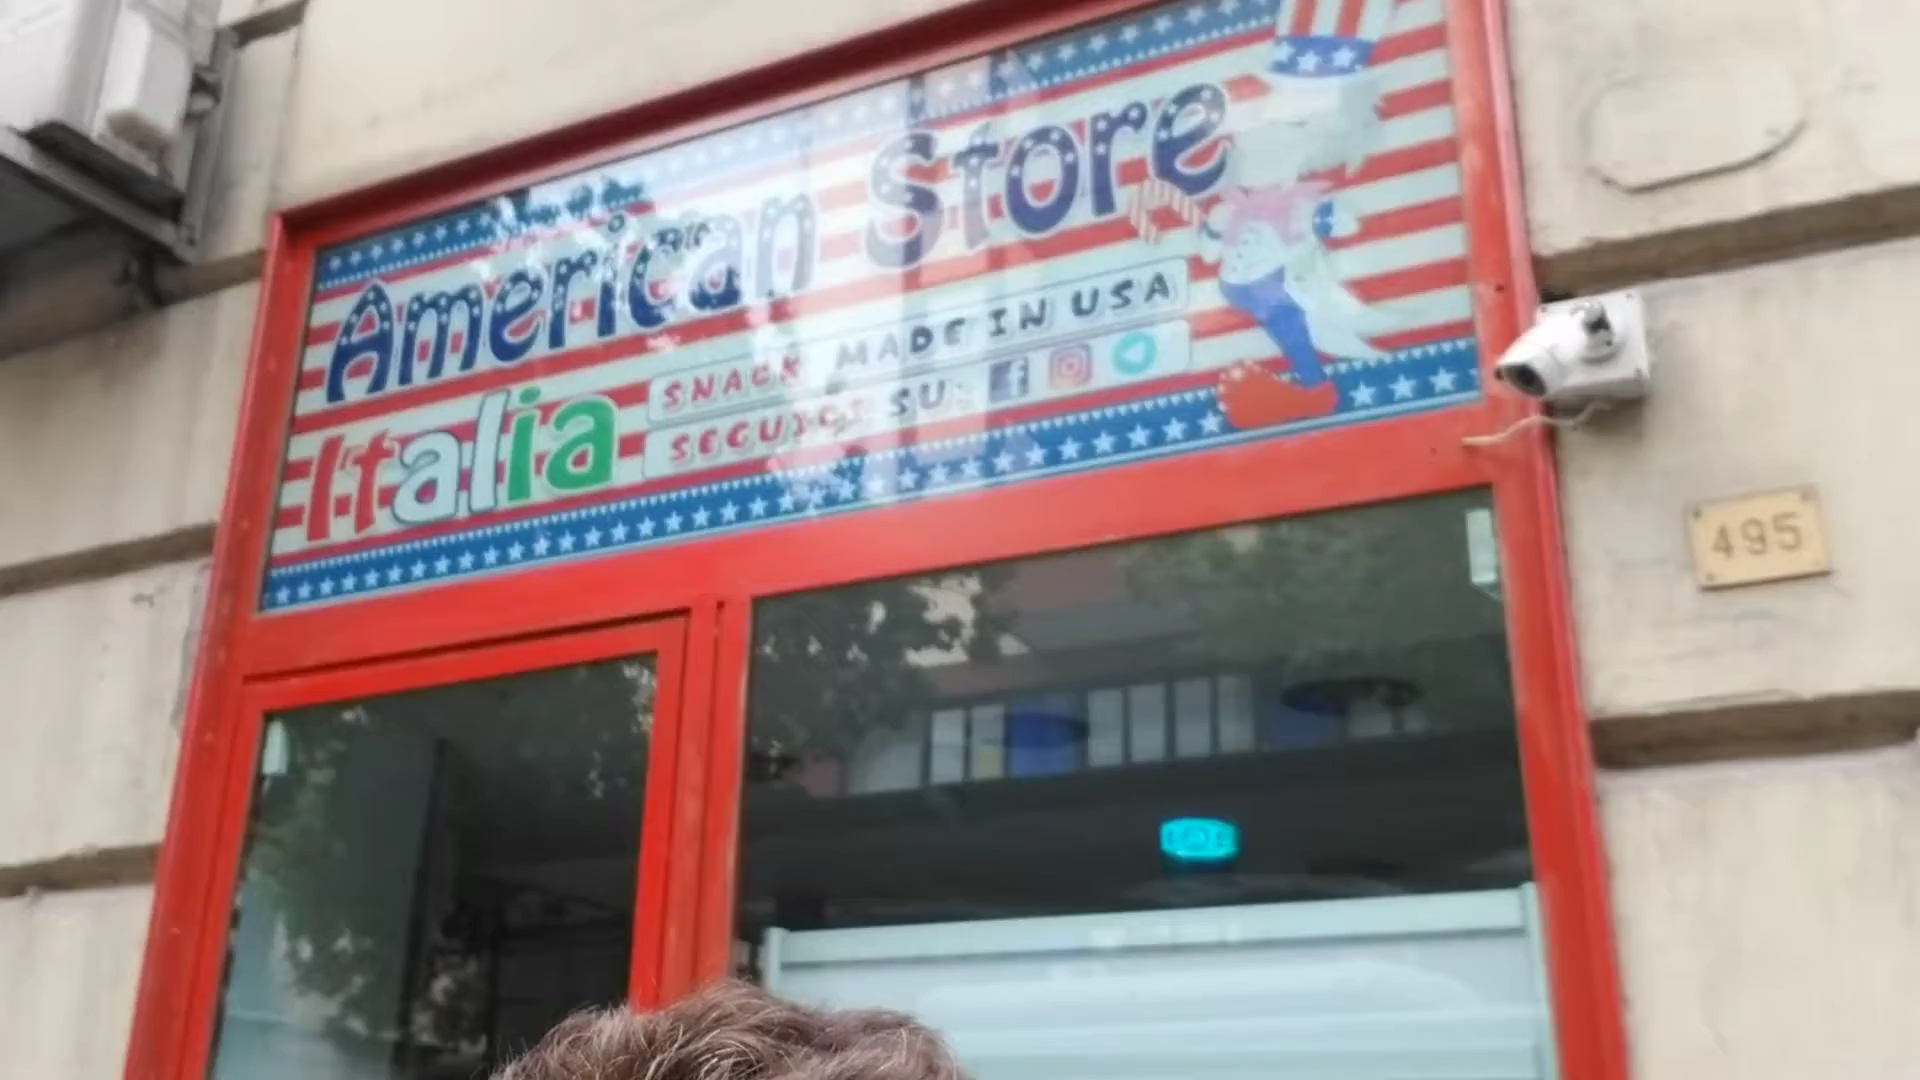 American Store
Italia
SNACK MADE IN USA
SEGUICI SU
495